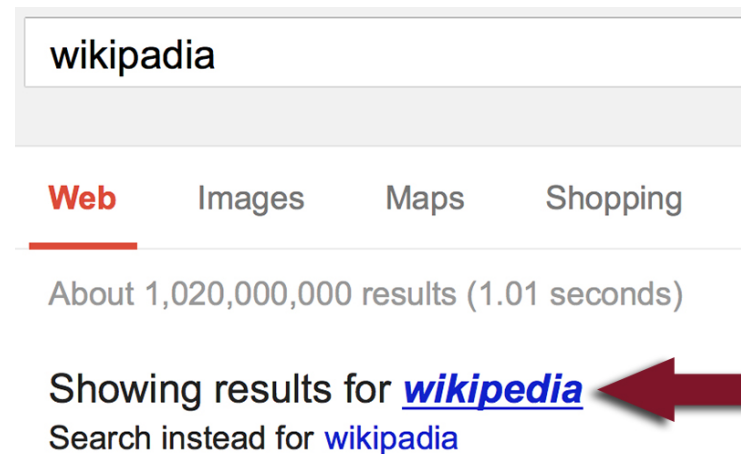 wikipadia
Web Images Maps Shopping
About 1,020,000,000 results (1.01 seconds)
Showing results for wikipedia
Search instead for wikipadia